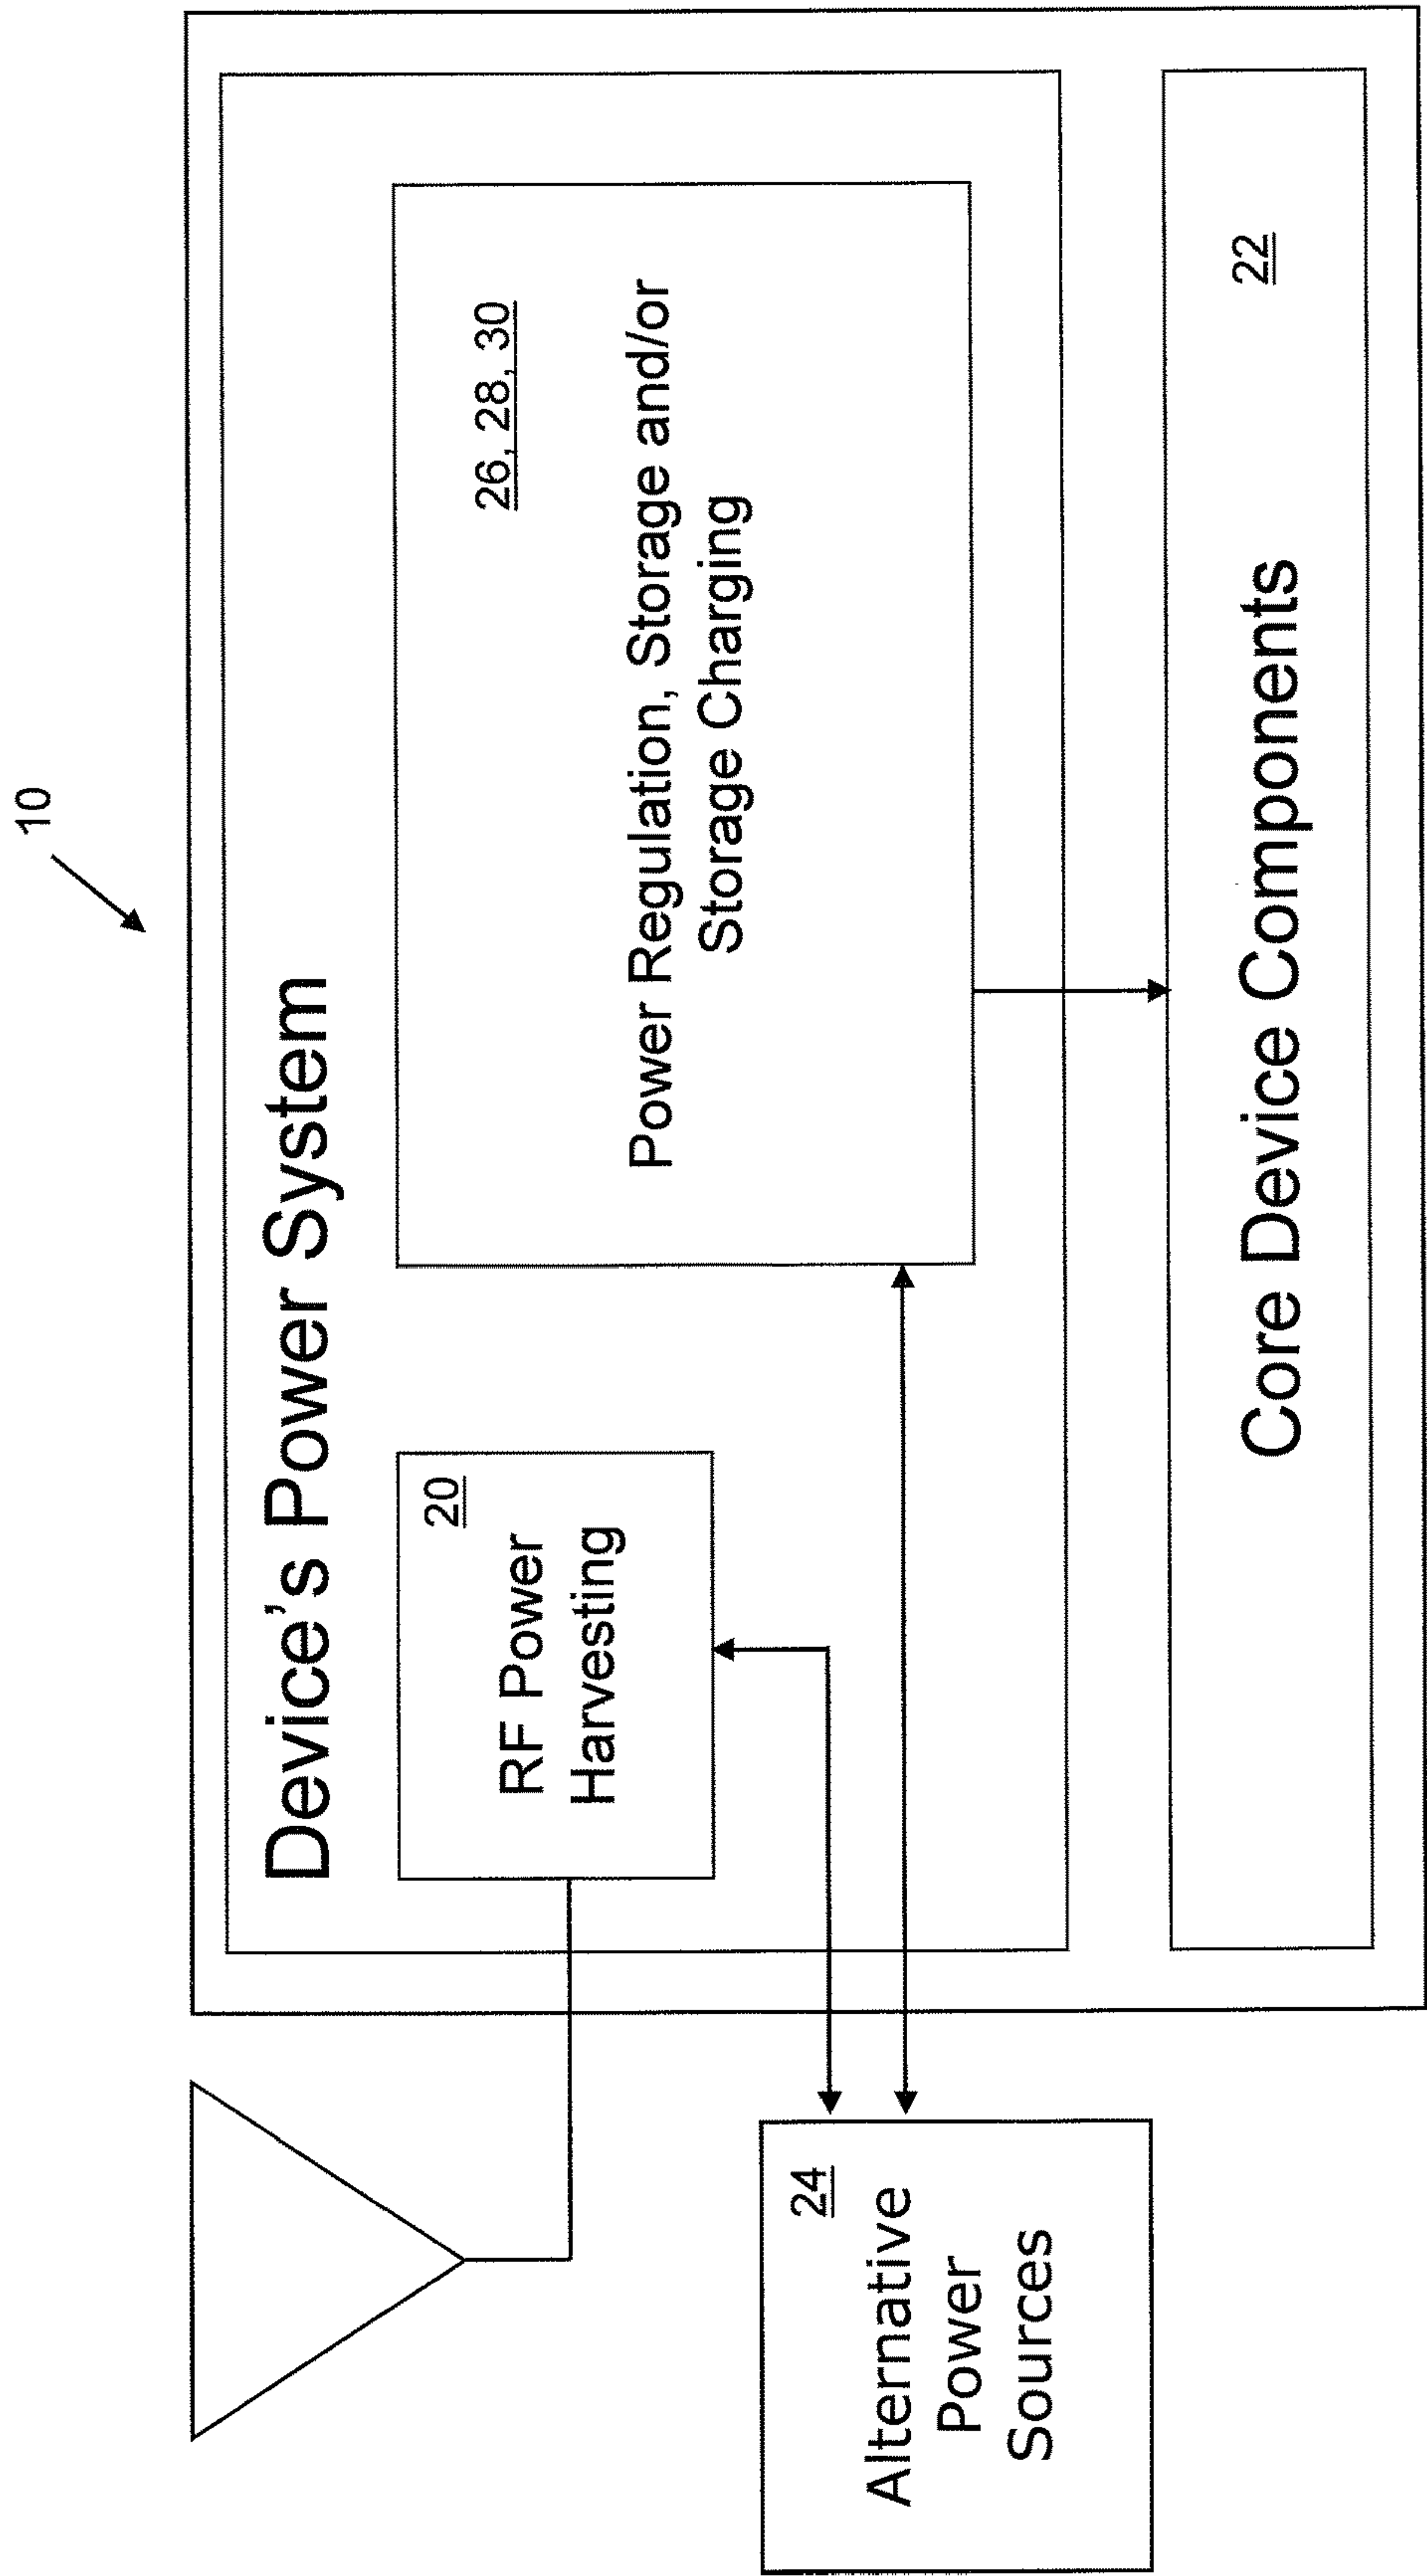 10
Device's Power System
26, 28, 30
Power Regulation, Storage and/or
Storage Charging
20
RF Power
Harvesting
24
Alternative
Power
Sources
22
Core Device Components